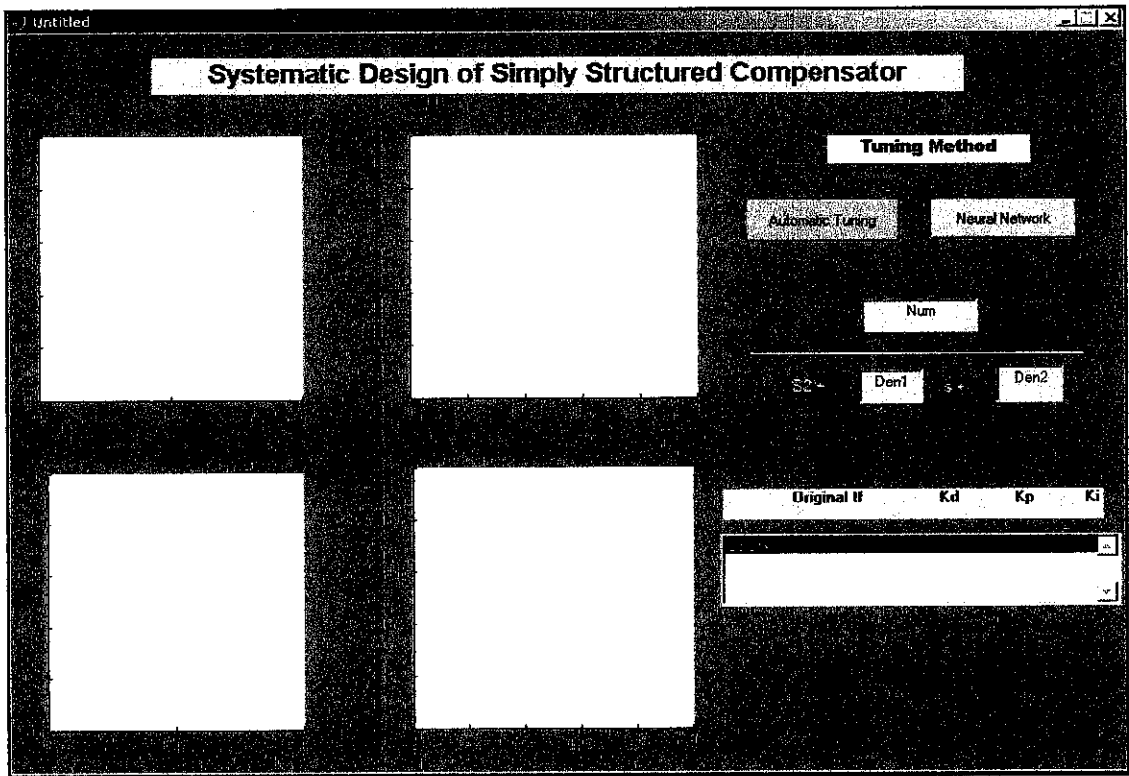 Untitled
Systematic Design of Simply Structured Compensator
Tuning Method
Automatic Tuning Neural Network
Num
S2 + Den1 s + Den2
Original tf Kd Kp Ki